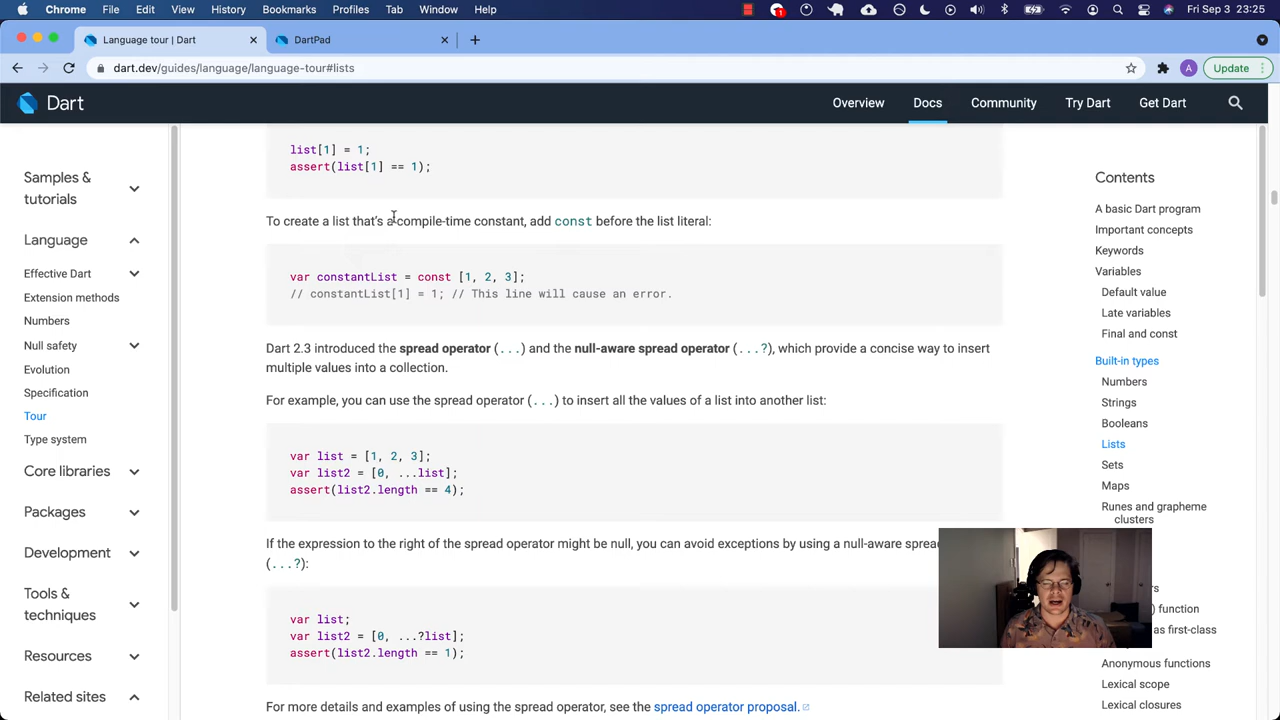 Chrome File Edit View History Bookmarks Profiles Tab Window Help Fri Sep 3 23:25
Language tour | Dart DartPad
dart.dev/guides/language/language-tour#lists A Update
Dart Overview Docs Community Try Dart Get Dart
Samples &
tutorials
Language
Effective Dart
Extension methods
Numbers
Null safety
Evolution
Specification
Tour
Type system
Core libraries
Packages
Development
Tools &
techniques
Resources
Related sites
list[1] = 1;
assert(list[1] == 1);
To create a list that's a compile-time constant, add const before the list literal:
var constantList = const [1, 2, 3];
// constantList[1] = 1; // This line will cause an error.
Dart 2.3 introduced the spread operator (...) and the null-aware spread operator (...?), which provide a concise way to insert
multiple values into a collection.
For example, you can use the spread operator (...) to insert all the values of a list into another list:
var list = [1, 2, 3];
var list2 = [0, ...list];
assert(list2.length == 4);
If the expression to the right of the spread operator might be null, you can avoid exceptions by using a null-aware sprea
(...?):
var list;
var list2 = [0, ...?list];
assert(list2.length == 1);
For more details and examples of using the spread operator, see the spread operator proposal.
Contents
A basic Dart program
Important concepts
Keywords
Variables
Default value
Late variables
Final and const
Built-in types
Numbers
Strings
Booleans
Lists
Sets
Maps
Runes and grapheme
clusters
rs
) function
as first-class
Anonymous functions
Lexical scope
Lexical closures